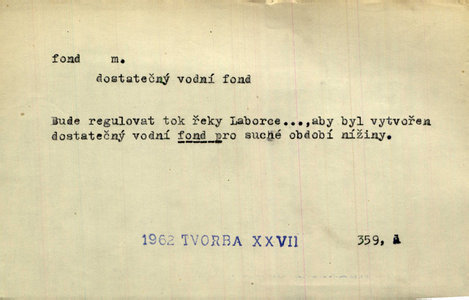 fond m.
dostatečný vodní fond
Bude regulovat tok řeky Laborce...,aby byl vytvořen
dostatečný vodní fond pro suché období nížiny.
1962 TVORBA XXVII 359, A